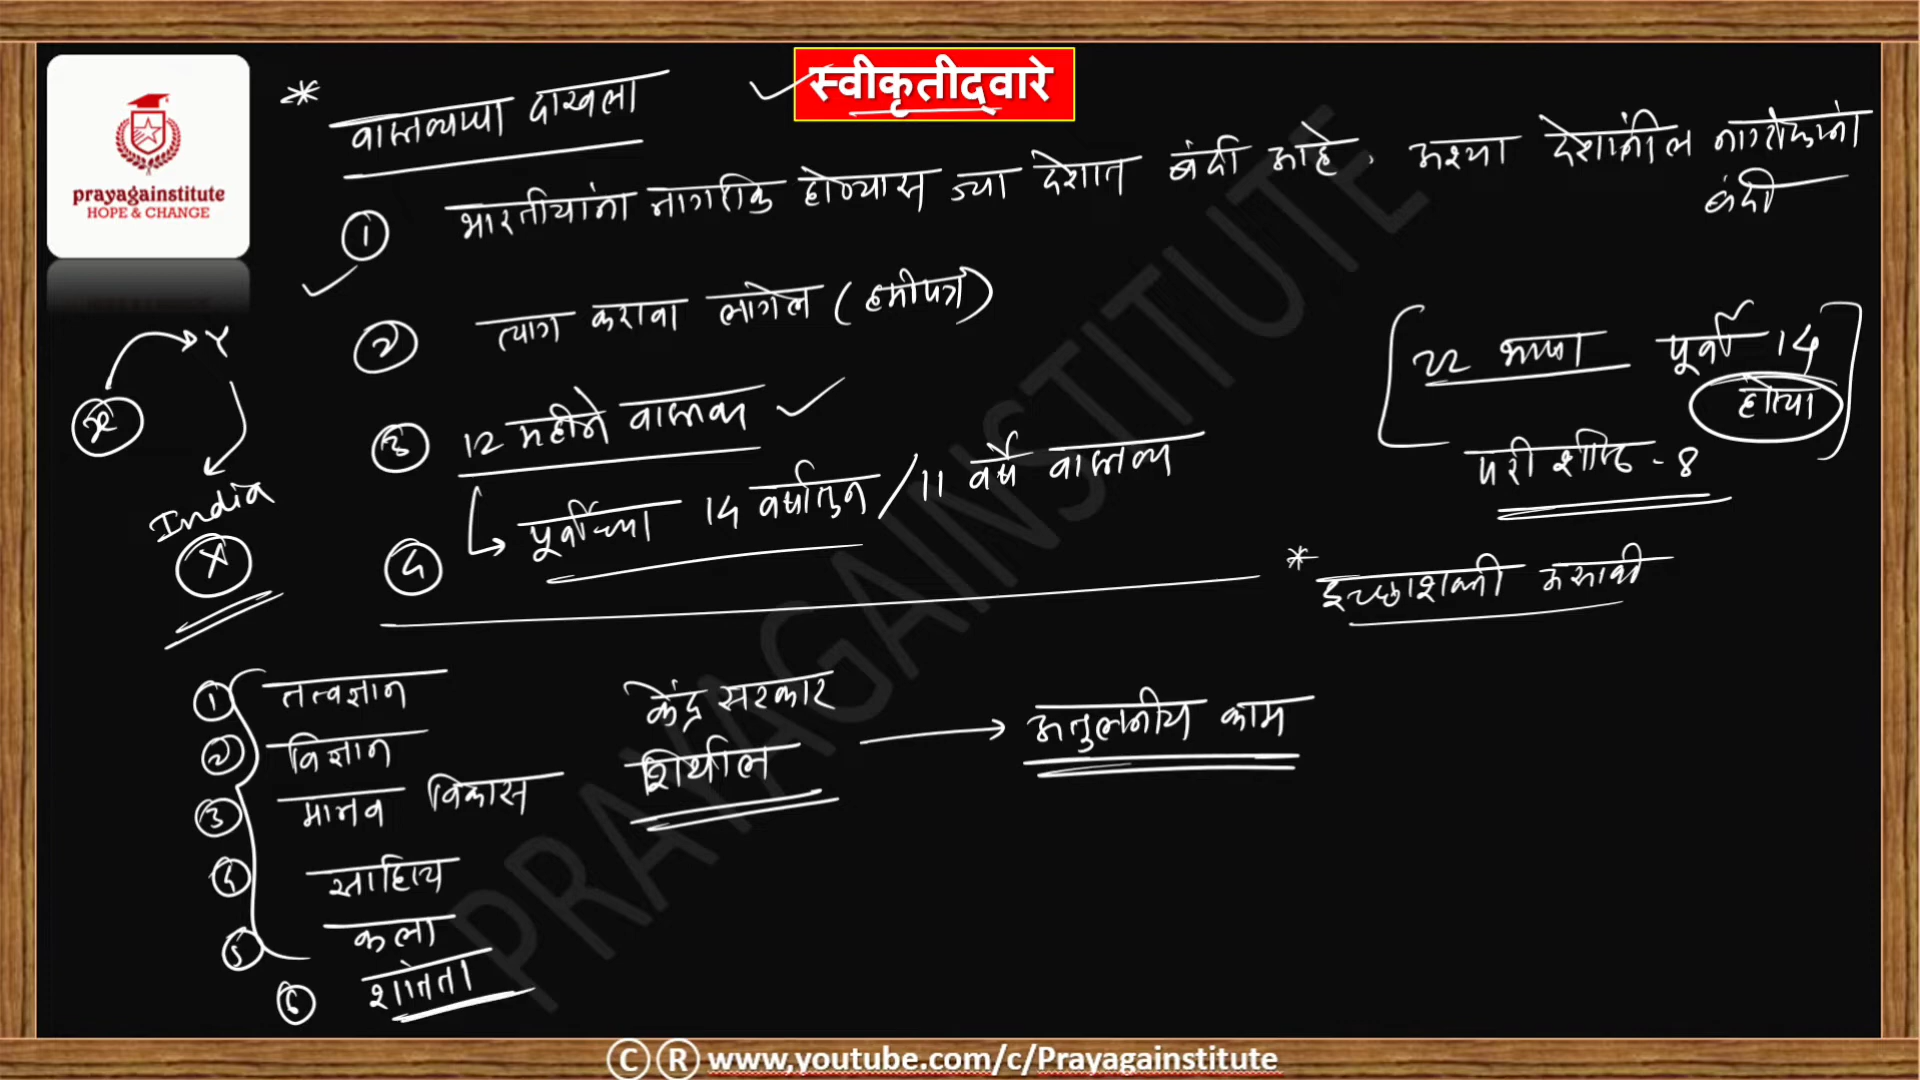 prayagainstitute
HOPE & CHANGE
स्वीकृतीद्वारे
* वास्तव्याचा दाखला
① भारतीयांना नागरिक होण्यास ज्या देशात बंदी आहे. अश्या देशांतील नागरीकांना बंदी
② त्याग करावा लागेल (हमीपत्र)
③ 12 महीने वास्तव्य
④ पूर्वीच्या 14 वर्षातुन / 11 वर्षे वास्तव्य
[22 भाषा पूर्वी 14 होत्या]
परीशीष्ट - 8
* इच्छाशक्ती असावी
Y
India
X
① तत्वज्ञान
② विज्ञान
③ मानव विकास
④ साहित्य
5 कला
6 शांतता
केंद्र सरकार
शिथील → अतुलनीय काम
PRAYAGAINSTITUTE
© ® www.youtube.com/c/Prayagainstitute